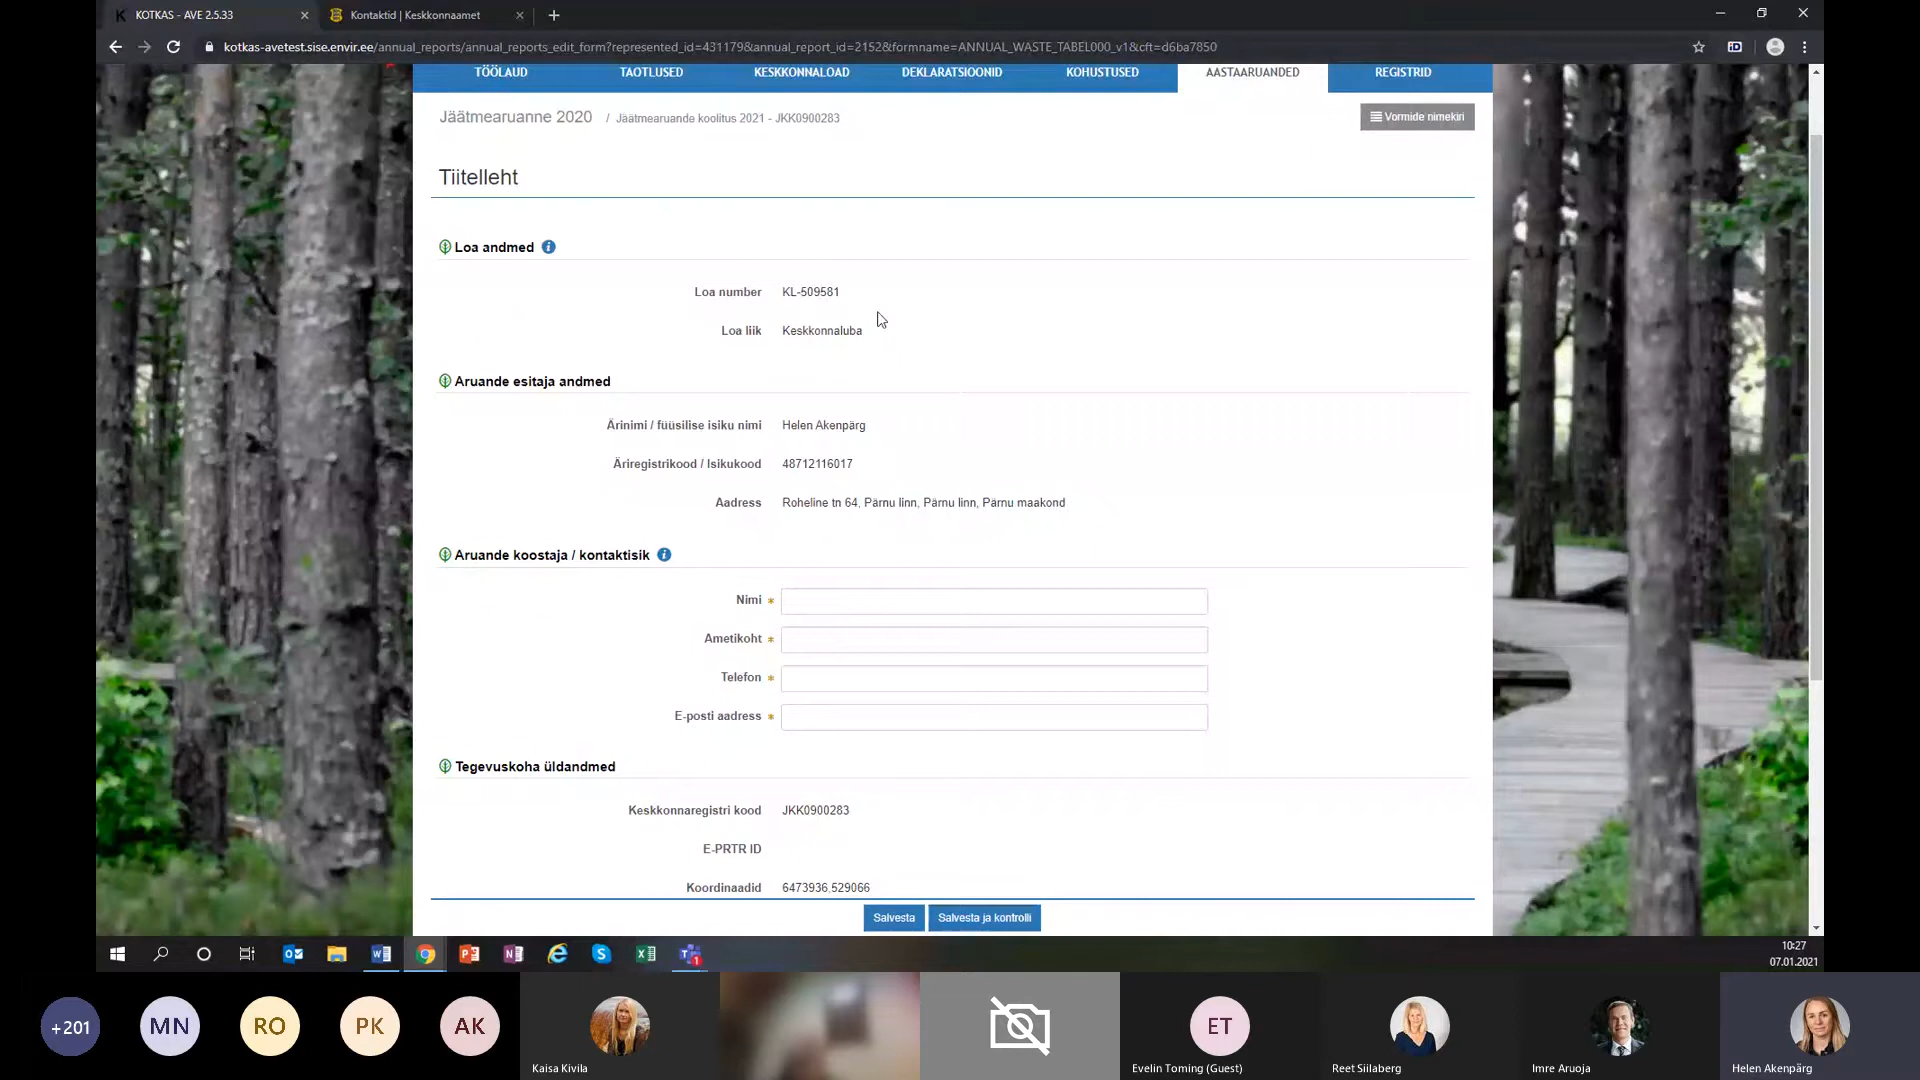 KOTKAS - AVE 2.5.33
Kontaktid | Keskkonnaamet
kotkas-avetest.sise.envir.ee/annual_reports/annual_reports_edit_form?represented_id=431179&annual_report_id=2152&formname=ANNUAL_WASTE_TABEL000_v1&cft=d6ba7850
TÖÖLAUD TAOTLUSED KESKKONNALOAD DEKLARATSIOONID KOHUSTUSED AASTAARUANDED REGISTRID
Jäätmearuanne 2020 / Jäätmearuande koolitus 2021 - JKK0900283
Vormide nimekiri
Tiitelleht
Loa andmed
Loa number KL-509581
Loa liik Keskkonnaluba
Aruande esitaja andmed
Ärinimi / füüsilise isiku nimi Helen Akenpärg
Äriregistrikood / Isikukood 48712116017
Aadress Roheline tn 64, Pärnu linn, Pärnu linn, Pärnu maakond
Aruande koostaja / kontaktisik
Nimi *
Ametikoht *
Telefon *
E-posti aadress *
Tegevuskoha üldandmed
Keskkonnaregistri kood JKK0900283
E-PRTR ID
Koordinaadid 6473936,529066
Salvesta Salvesta ja kontrolli
10:27
07.01.2021
+201 MN RO PK AK ET
Kaisa Kivila
Evelin Toming (Guest)
Reet Siilaberg
Imre Aruoja
Helen Akenpärg